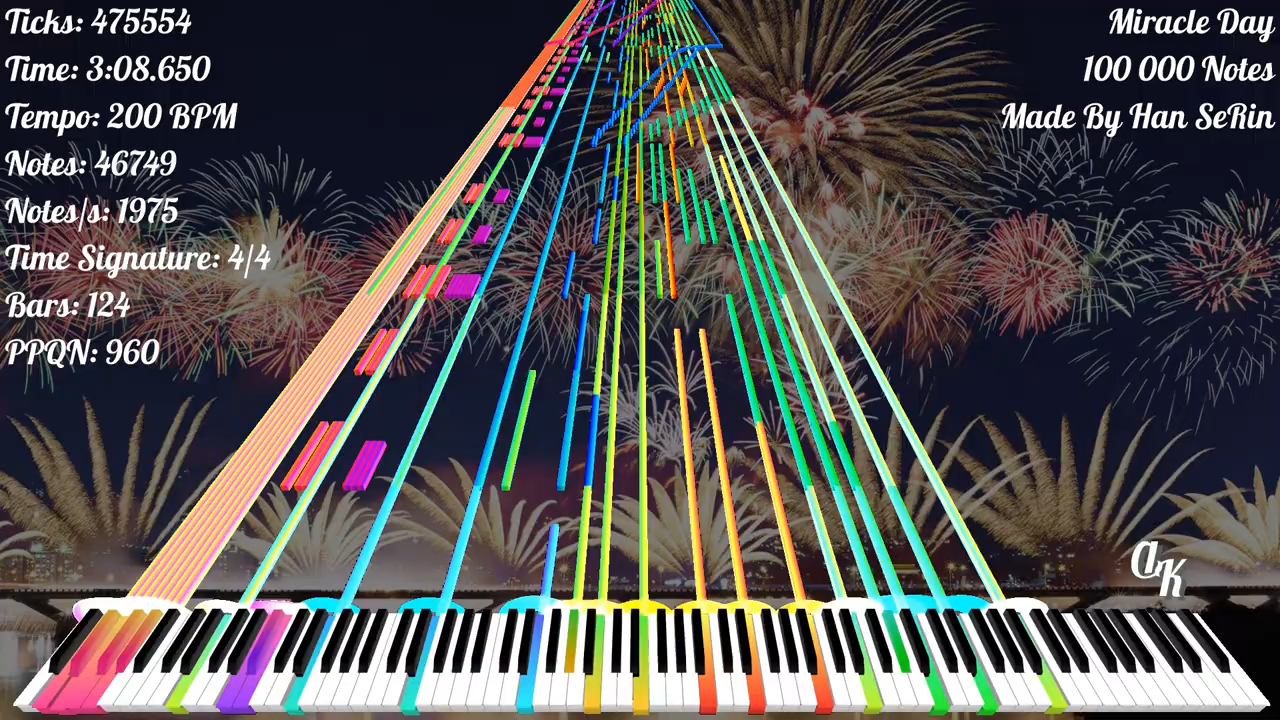 Ticks: 475554
Time: 3:08.650
Tempo: 200 BPM
Notes: 46749
Notes/s: 1975
Time Signature: 4/4
Bars: 124
PPQN: 960
Miracle Day
100 000 Notes
Made By Han SeRin
AK